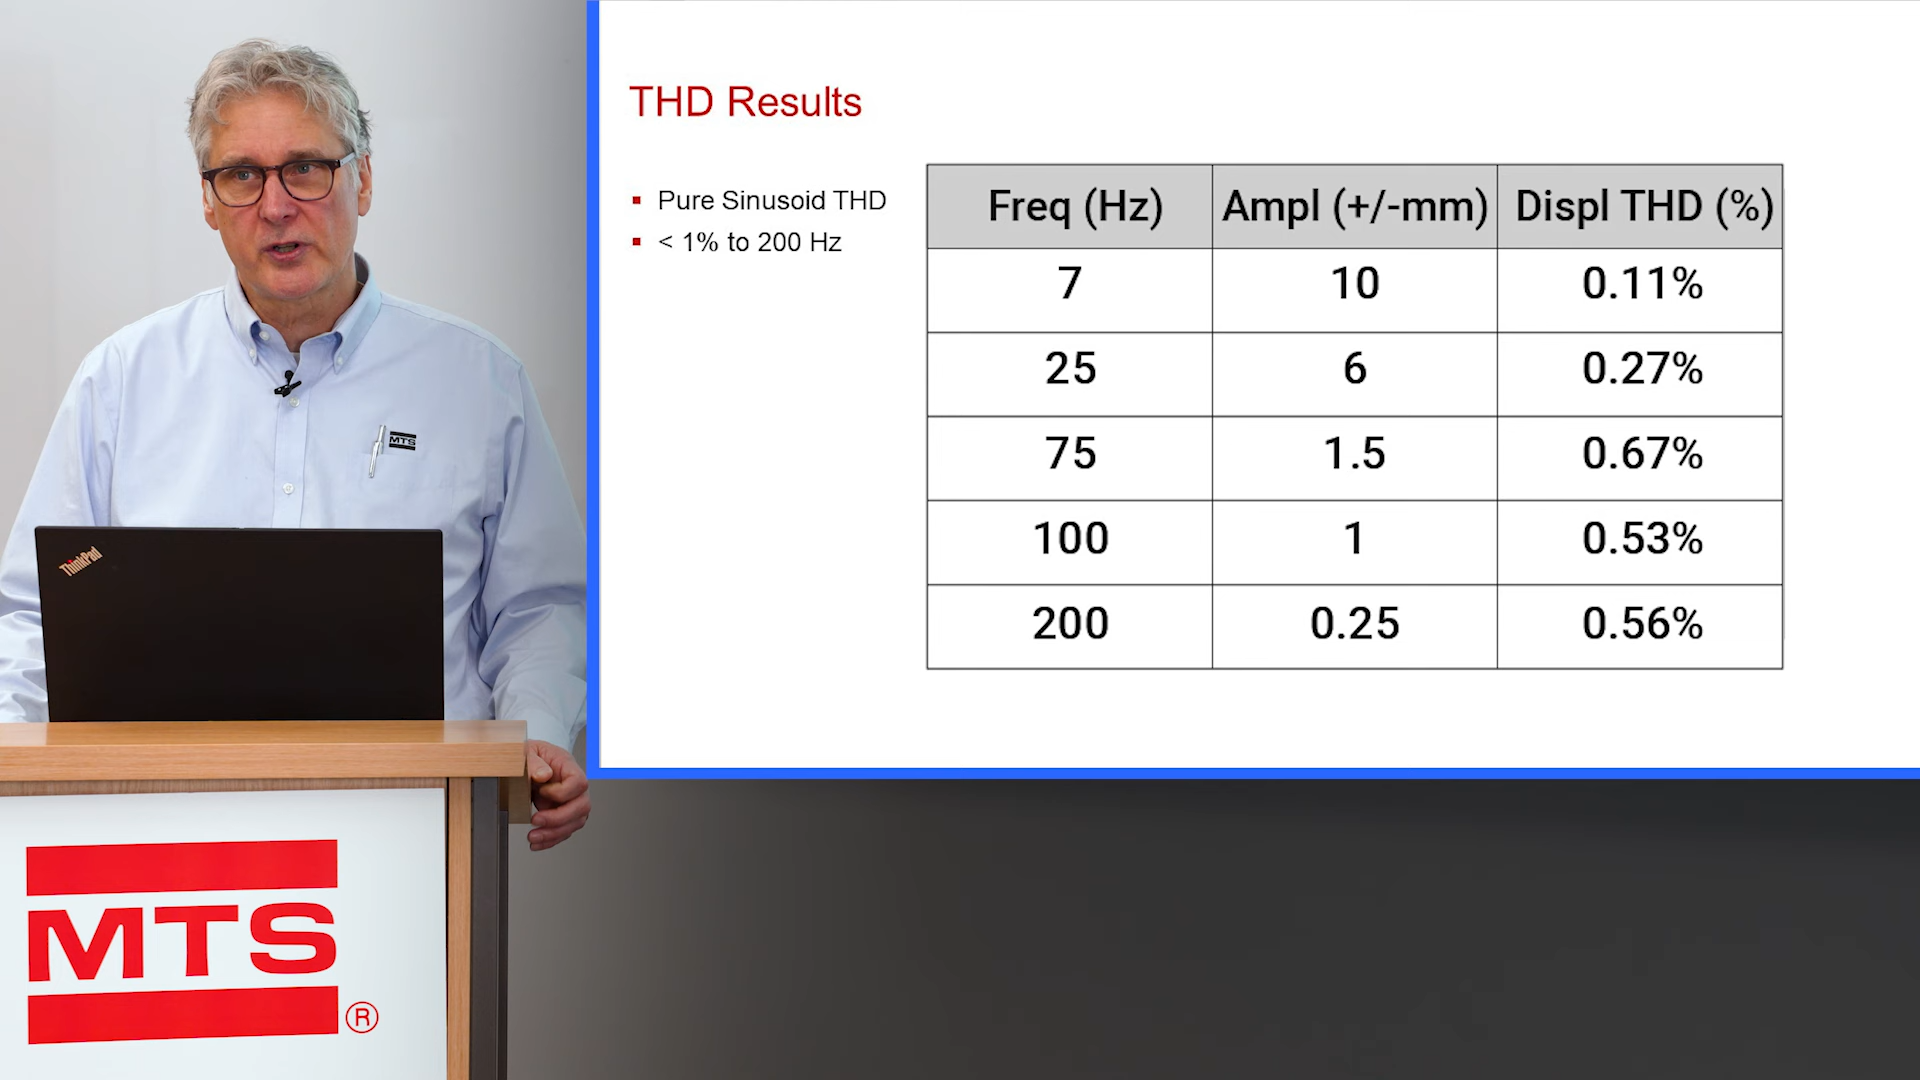 THD Results
▪ Pure Sinusoid THD
▪ < 1% to 200 Hz
Freq (Hz) Ampl (+/-mm) Displ THD (%)
7 10 0.11%
25 6 0.27%
75 1.5 0.67%
100 1 0.53%
200 0.25 0.56%
MTS
ThinkPad
MTS®